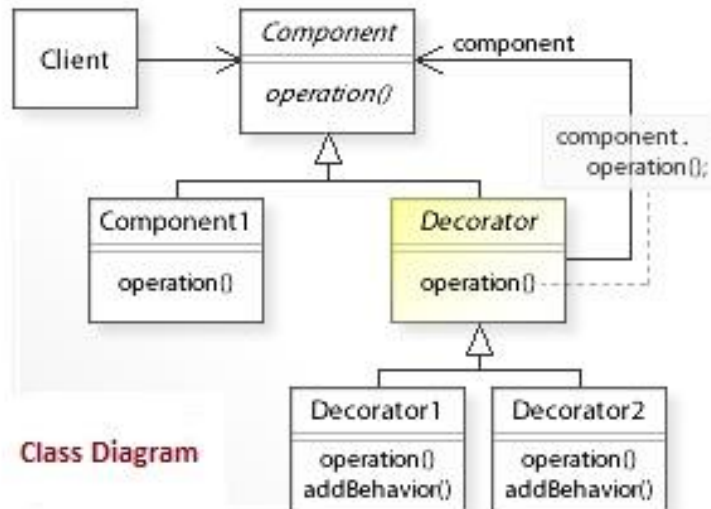 Component
component
Client
operation()
component.
operation();
Component1
Decorator
operation()
operation()
Decorator1
Decorator2
Class Diagram
operation()
operation()
addBehavior()
addBehavior()